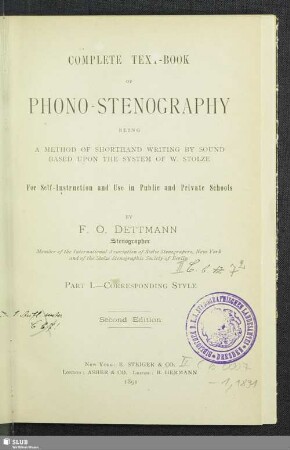 COMPLETE TEXT-BOOK
OF
PHONO-STENOGRAPHY
BEING
A METHOD OF SHORTHAND WRITING BY SOUND
BASED UPON THE SYSTEM OF W. STOLZE.
For Self-Instruction and Use in Public and Private Schools
BY
F. O. DETTMANN
Stenographer
Member of the International Association of Stolze Stenographers, New York
and of the Stolze Stenographic Society of Berlin
PART I.—CORRESPONDING STYLE
Second Edition
NEW YORK: E. STEIGER & CO.
LONDON: ASHER & CO.
1891
DRESDEN
SLUB